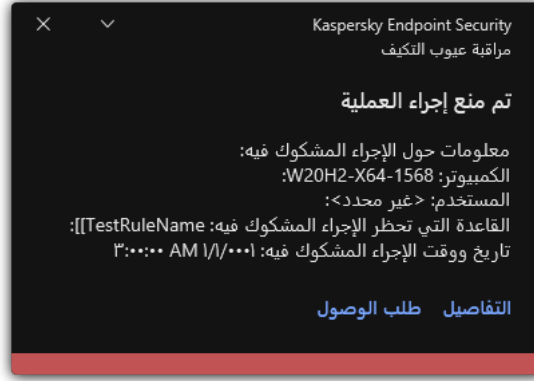 Kaspersky Endpoint Security
مراقبة عيوب التكيف
تم منع إجراء العملية
معلومات حول الإجراء المشكوك فيه:
الكمبيوتر: W20H2-X64-1568:
المستخدم: <غير محدد>:
القاعدة التي تحظر الإجراء المشكوك فيه: TestRuleName]]:
تاريخ ووقت الإجراء المشكوك فيه: ١/١/٠٠٠١ ٣:٠٠:٠٠ AM
التفاصيل طلب الوصول